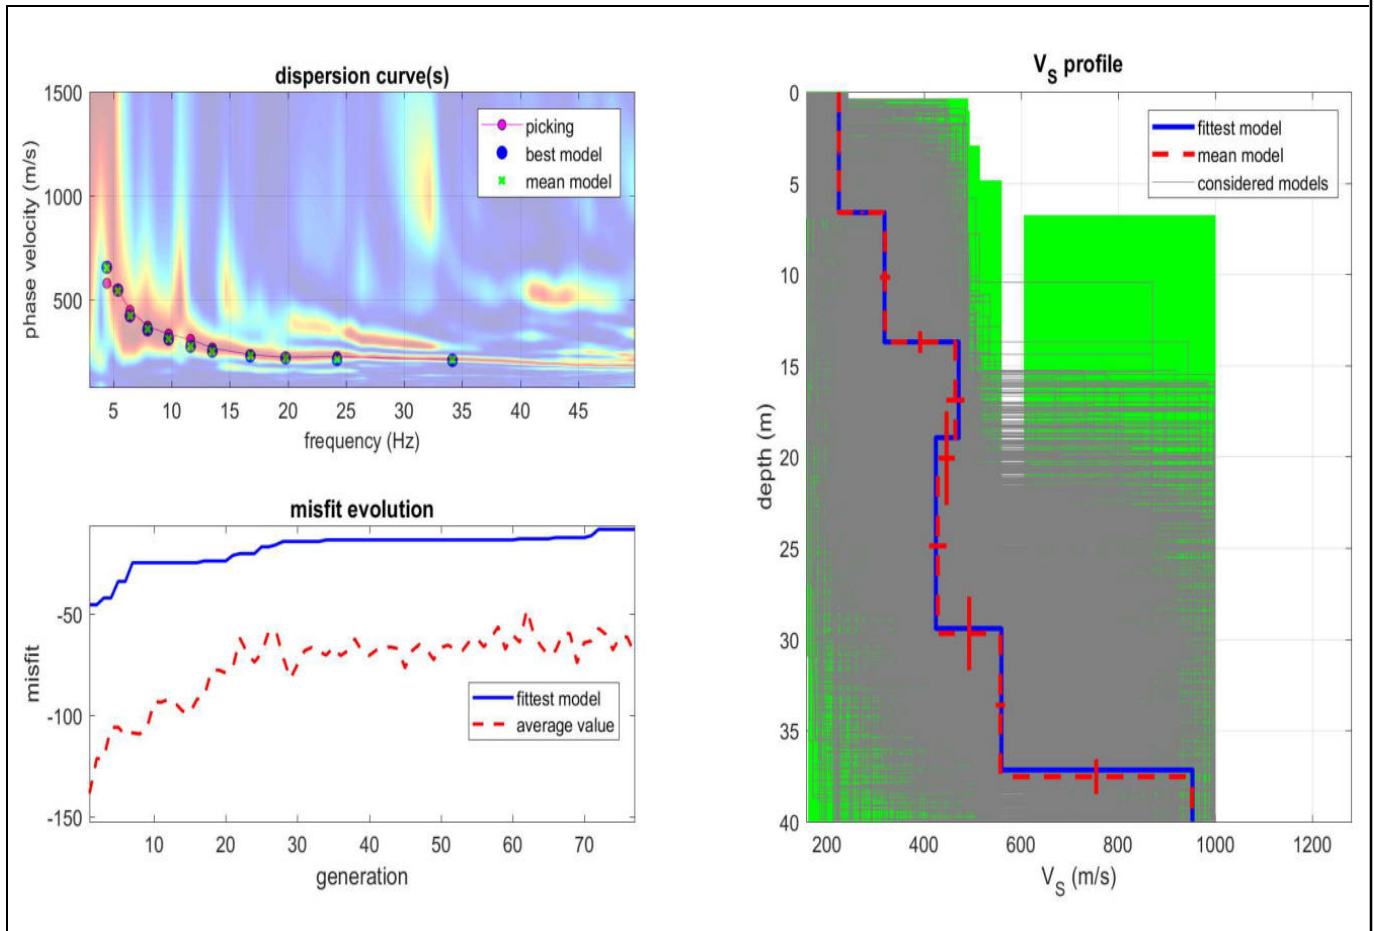 dispersion curve(s)
1500
1000
500
phase velocity (m/s)
picking
best model
mean model
5 10 15 20 25 30 35 40 45
frequency (Hz)
misfit evolution
-50
-100
-150
misfit
fittest model
average value
10 20 30 40 50 60 70
generation
VS profile
0
5
10
15
20
25
30
35
40
depth (m)
fittest model
mean model
considered models
200 400 600 800 1000 1200
VS (m/s)